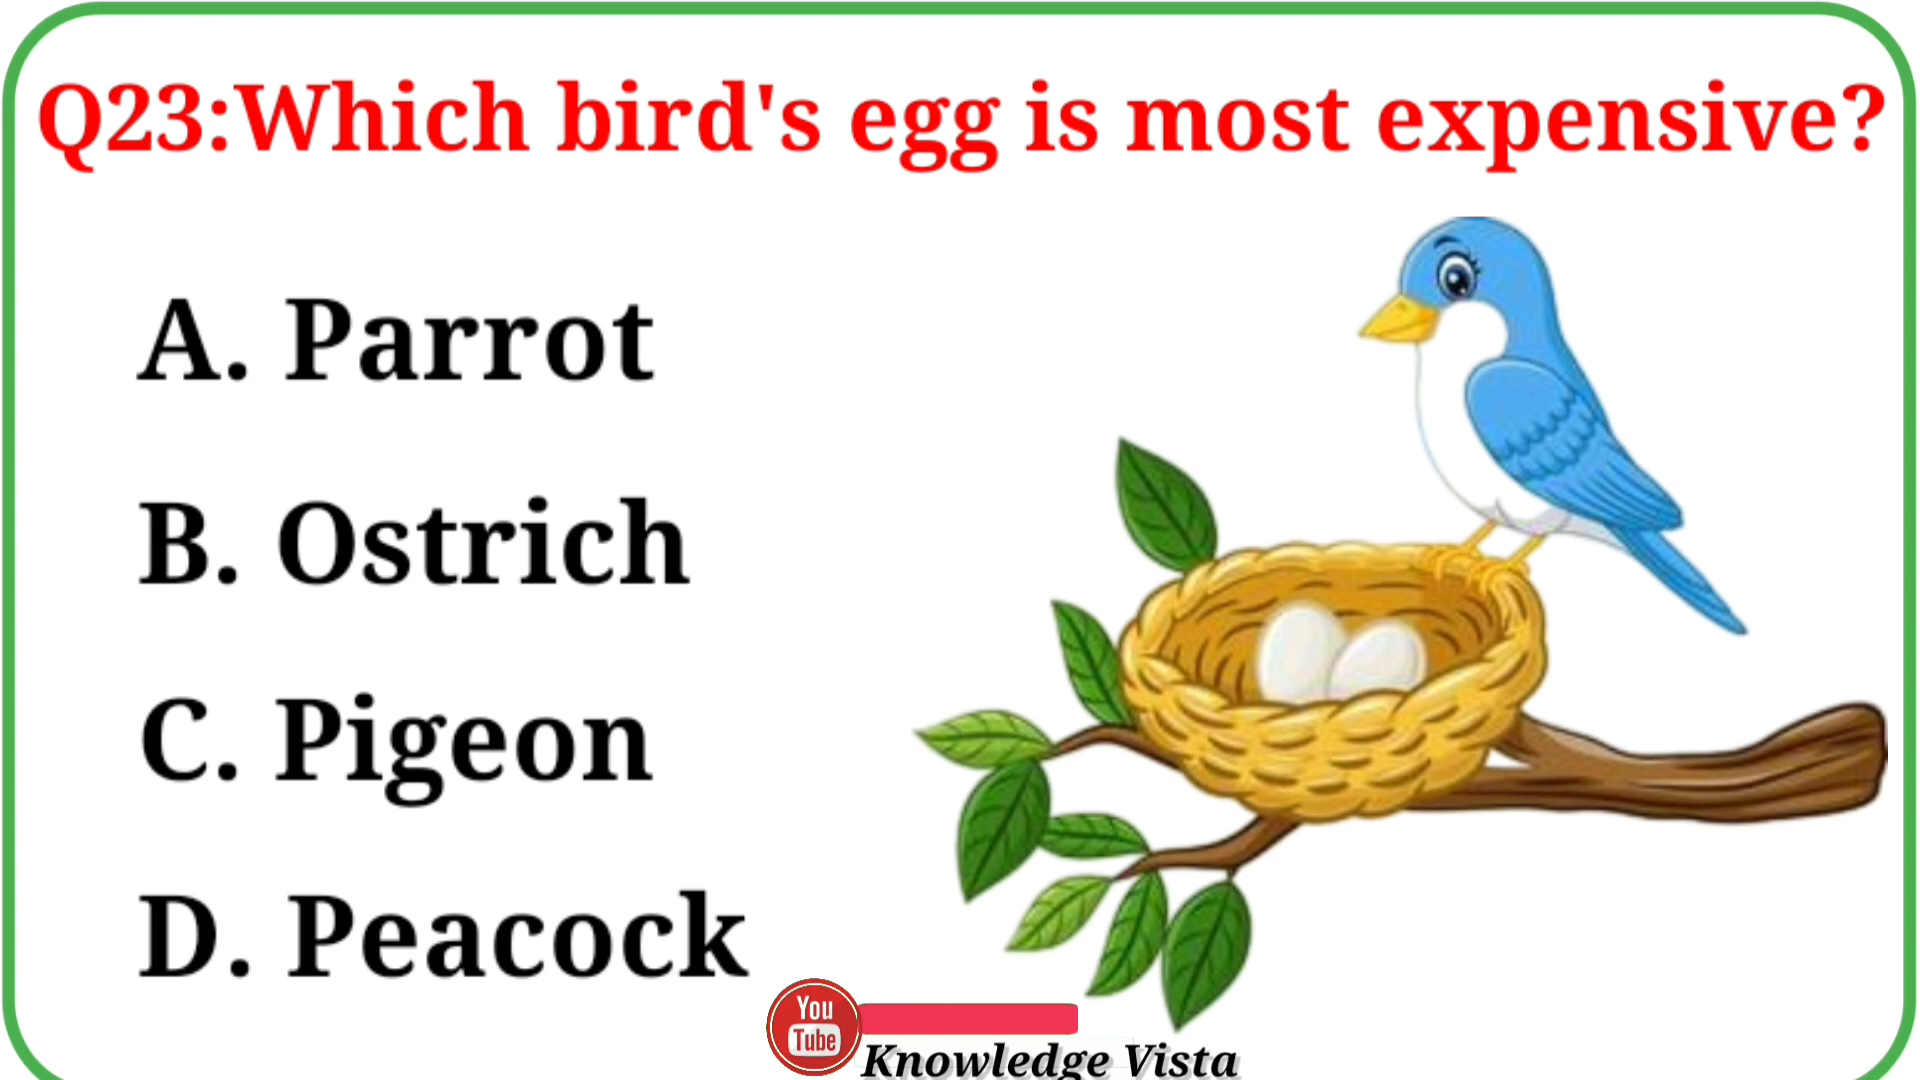 Q23:Which bird's egg is most expensive?
A. Parrot
B. Ostrich
C. Pigeon
D. Peacock
You
Tube
Knowledge Vista